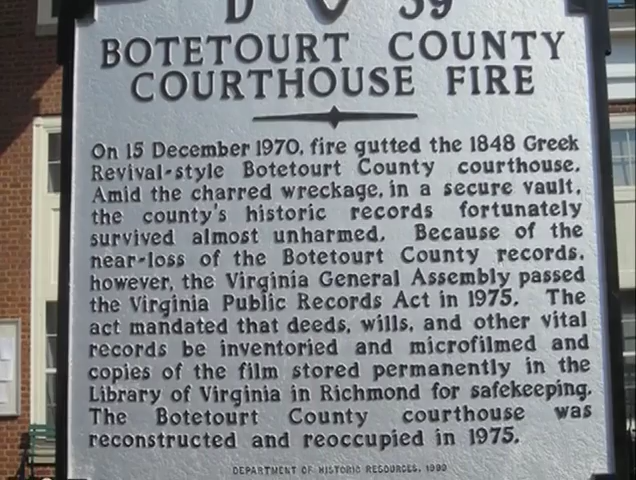 D 39
BOTETOURT COUNTY
COURTHOUSE FIRE
On 15 December 1970, fire gutted the 1848 Greek
Revival-style Botetourt County courthouse.
Amid the charred wreckage, in a secure vault,
the county's historic records fortunately
survived almost unharmed. Because of the
near-loss of the Botetourt County records,
however, the Virginia General Assembly passed
the Virginia Public Records Act in 1975. The
act mandated that deeds, wills, and other vital
records be inventoried and microfilmed and
copies of the film stored permanently in the
Library of Virginia in Richmond for safekeeping.
The Botetourt County courthouse was
reconstructed and reoccupied in 1975.
DEPARTMENT OF HISTORIC RESOURCES, 1999